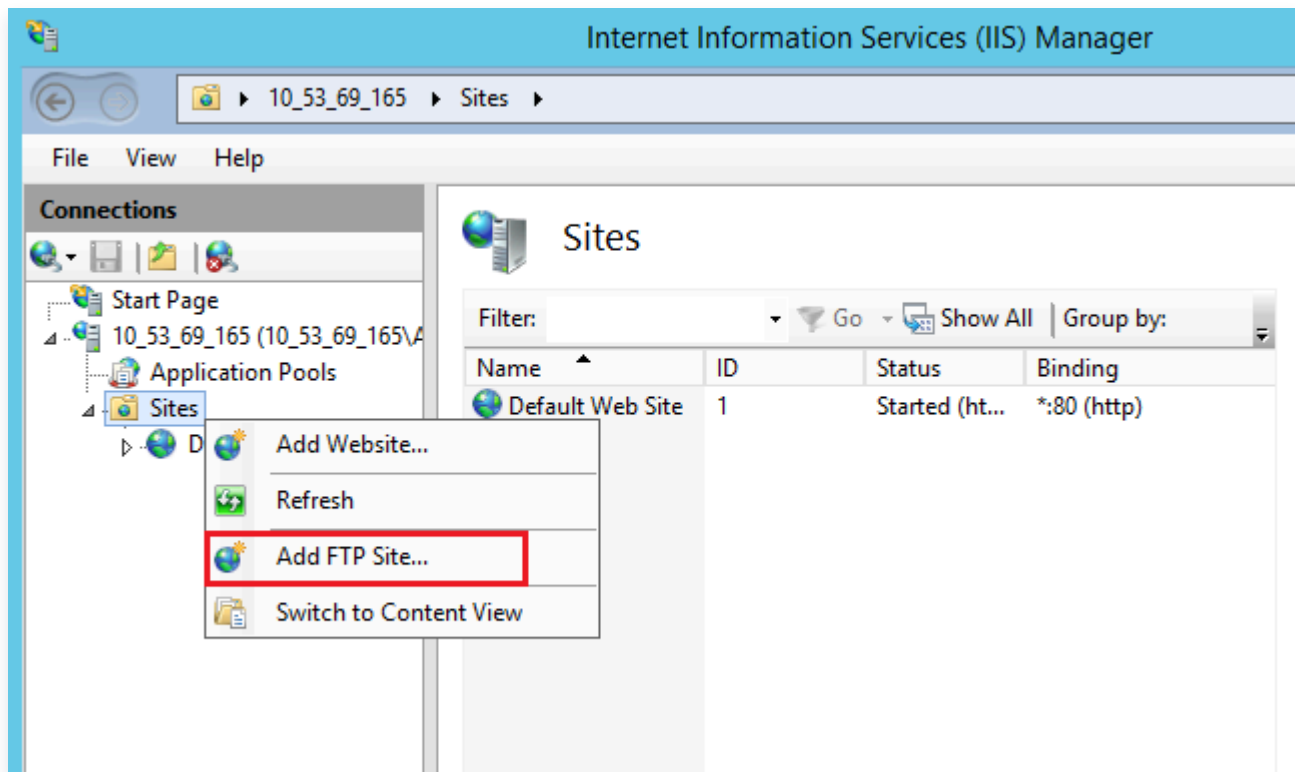 Internet Information Services (IIS) Manager
10_53_69_165 Sites
File View Help
Connections
Start Page
10_53_69_165 (10_53_69_165\A
Application Pools
Sites
D
Add Website...
Refresh
Add FTP Site...
Switch to Content View
Sites
Filter: Go Show All Group by:
Name ID Status Binding
Default Web Site 1 Started (ht... *:80 (http)